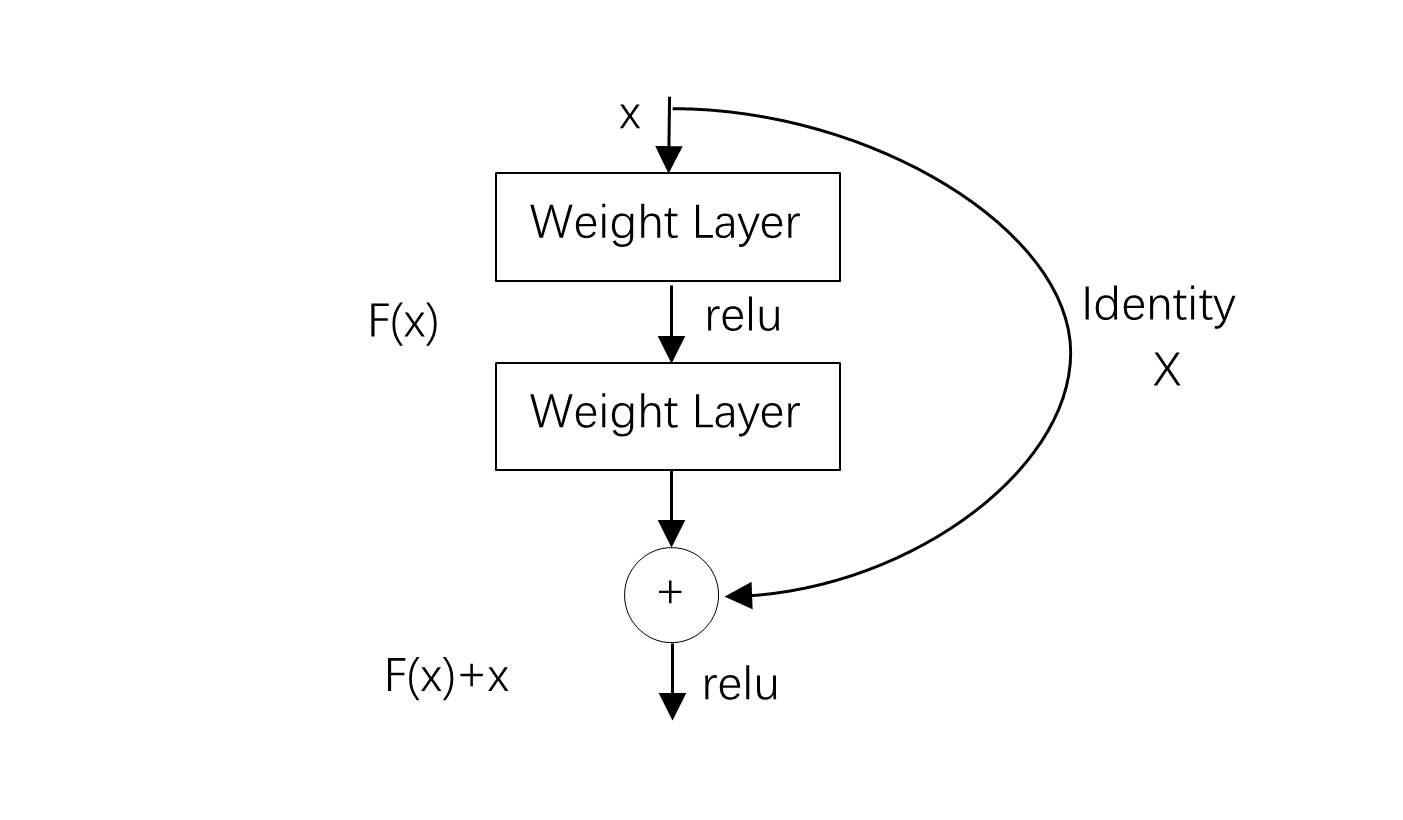 x
Weight Layer
F(x)
relu
Identity
X
Weight Layer
+
F(x)+x
relu